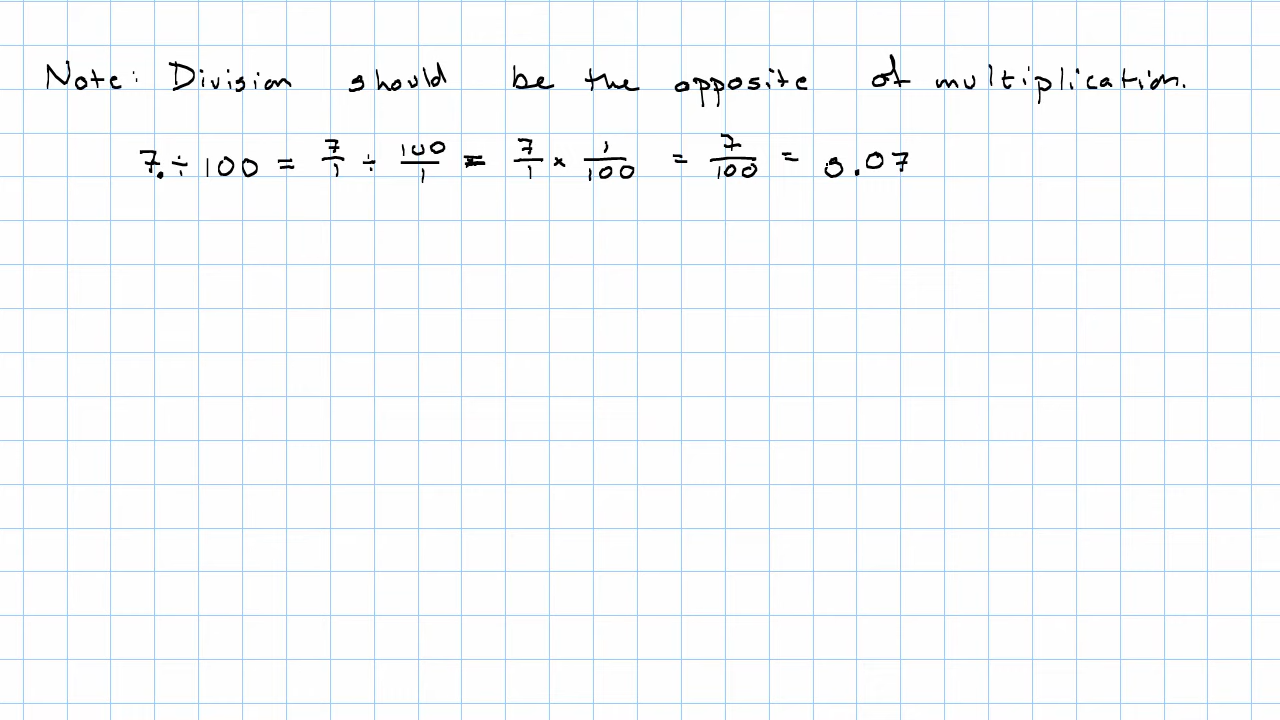 Note: Division should be the opposite of multiplication.
7. ÷ 100 = 7/1 ÷ 100/1 = 7/1 × 1/100 = 7/100 = 0.07